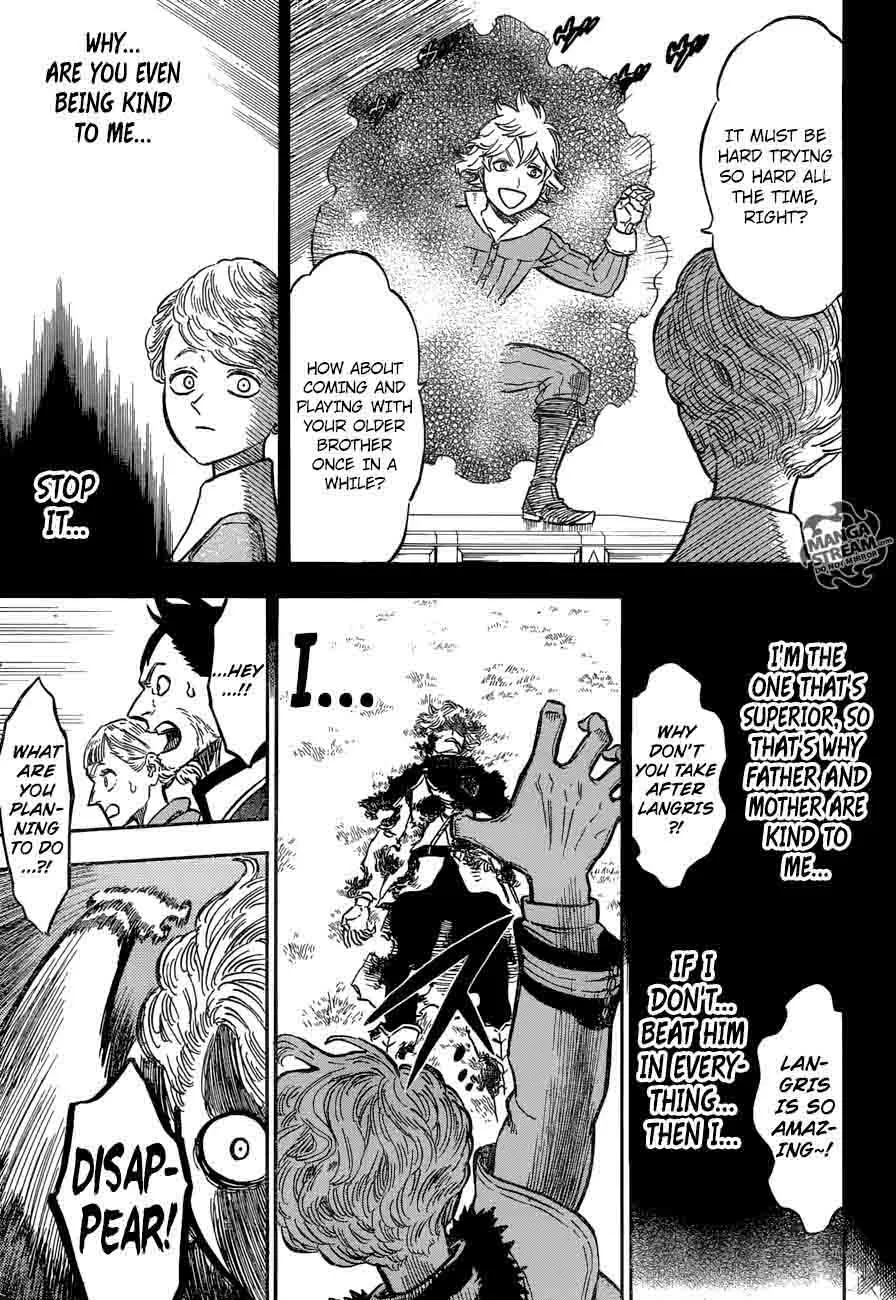 IT MUST BE
HARD TRYING
SO HARD ALL
THE TIME,
RIGHT?
HOW ABOUT
COMING AND
PLAYING WITH
YOUR OLDER
BROTHER
ONCE IN A
WHILE?
WHY...
ARE YOU EVEN
BEING KIND
TO ME...
STOP
IT...
MANGA
STREAM
DO NOT MIRROR
I'M THE
ONE THAT'S
SUPERIOR, SO
THAT'S WHY
FATHER AND
MOTHER ARE
KIND TO
ME...
WHY
DON'T
YOU TAKE
AFTER
LANGRIS
?!
LAN-
GRIS
IS SO
AMAZ-
ING~!
IF I
DON'T...
BEAT HIM
IN EVERY-
THING...
THEN I...
I...
...HEY
...!!
WHAT
ARE
YOU
PLAN-
NING
TO DO
...?!
DISAP-
PEAR!